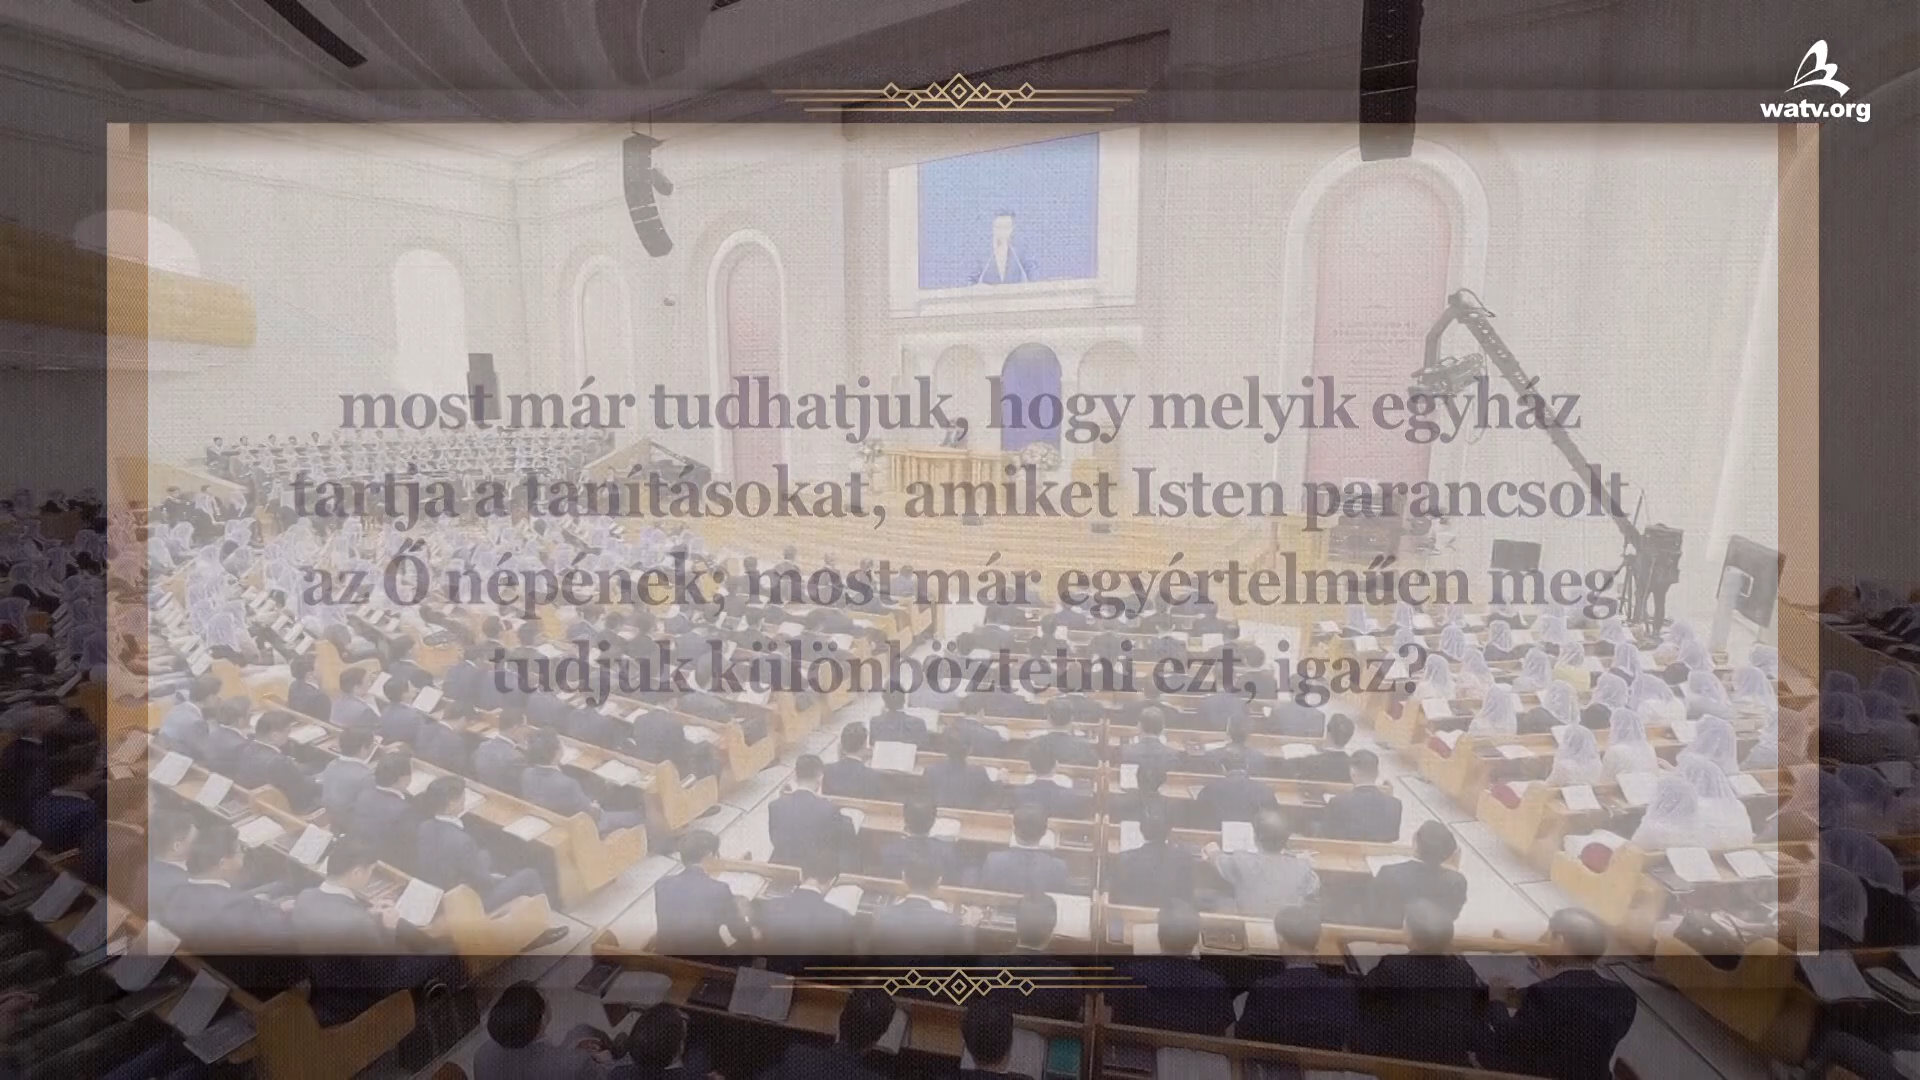 watv.org
most már tudhatjuk, hogy melyik egyház
tartja a tanításokat, amiket Isten parancsolt
az Ő népének; most már egyértelműen meg
tudjuk különböztetni ezt, igaz?